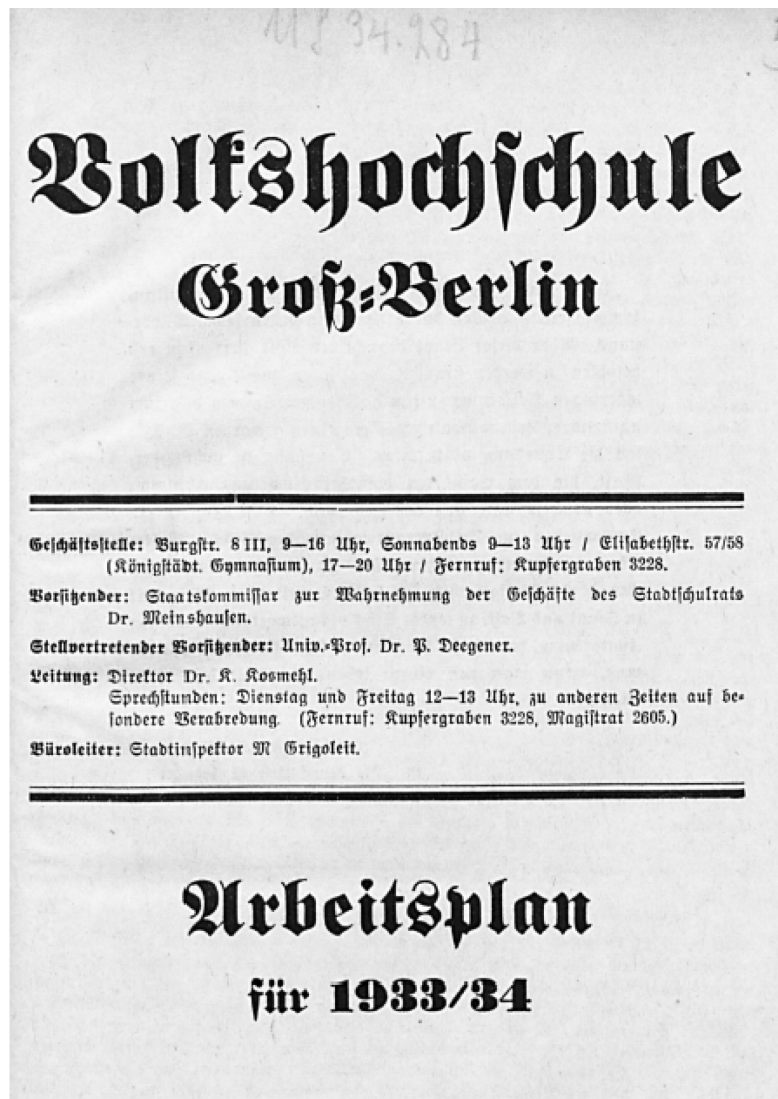 MS 34.284
Volkshochschule
Groß-Berlin
Geschäftsstelle: Burgstr. 8 III, 9—16 Uhr, Sonnabends 9—13 Uhr / Elisabethstr. 57/58
(Königstädt. Gymnasium), 17—20 Uhr / Fernruf: Kupfergraben 3228.
Vorsitzender: Staatskommissar zur Wahrnehmung der Geschäfte des Stadtschulrats
Dr. Meinshausen.
Stellvertretender Vorsitzender: Univ.-Prof. Dr. P. Deegener.
Leitung: Direktor Dr. K. Kosmehl.
Sprechstunden: Dienstag und Freitag 12—13 Uhr, zu anderen Zeiten auf be-
sondere Verabredung. (Fernruf: Kupfergraben 3228, Magistrat 2605.)
Büroleiter: Stadtinspektor M Grigoleit.
Arbeitsplan
für 1933/34